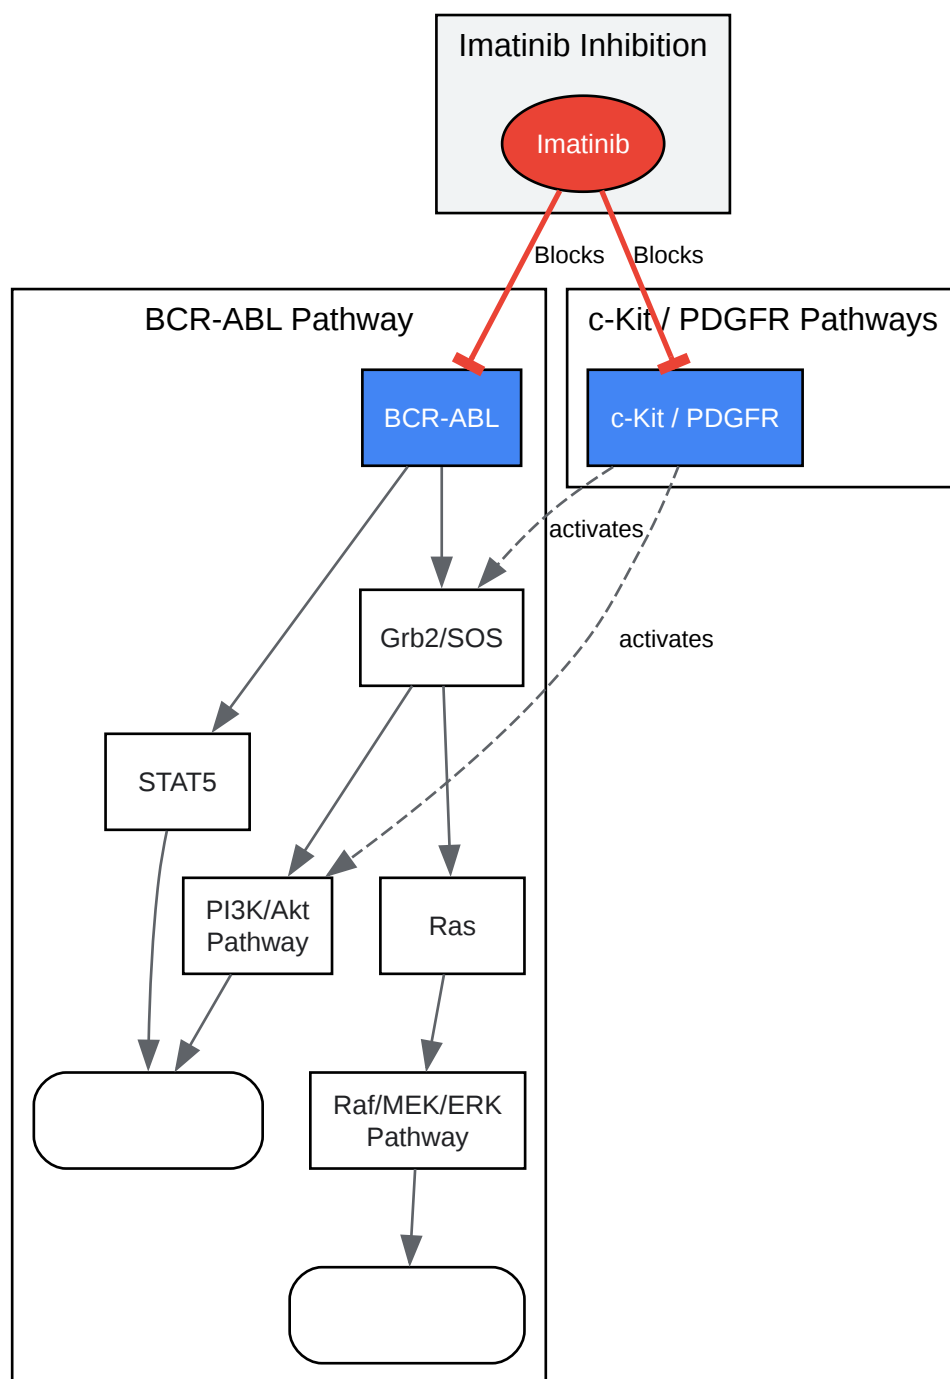 Imatinib Inhibition
Imatinib
Blocks
Blocks
BCR-ABL Pathway
c-Kit / PDGFR Pathways
BCR-ABL
c-Kit / PDGFR
activates
Grb2/SOS
activates
STAT5
PI3K/Akt
Pathway
Ras
Raf/MEK/ERK
Pathway